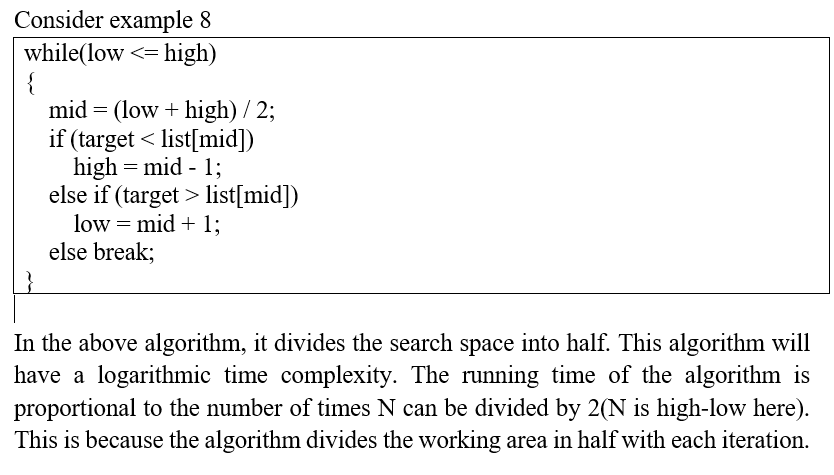 Consider example 8
while(low <= high)
{
mid = (low + high) / 2;
if (target < list[mid])
high = mid - 1;
else if (target > list[mid])
low = mid + 1;
else break;
}
In the above algorithm, it divides the search space into half. This algorithm will
have a logarithmic time complexity. The running time of the algorithm is
proportional to the number of times N can be divided by 2(N is high-low here).
This is because the algorithm divides the working area in half with each iteration.